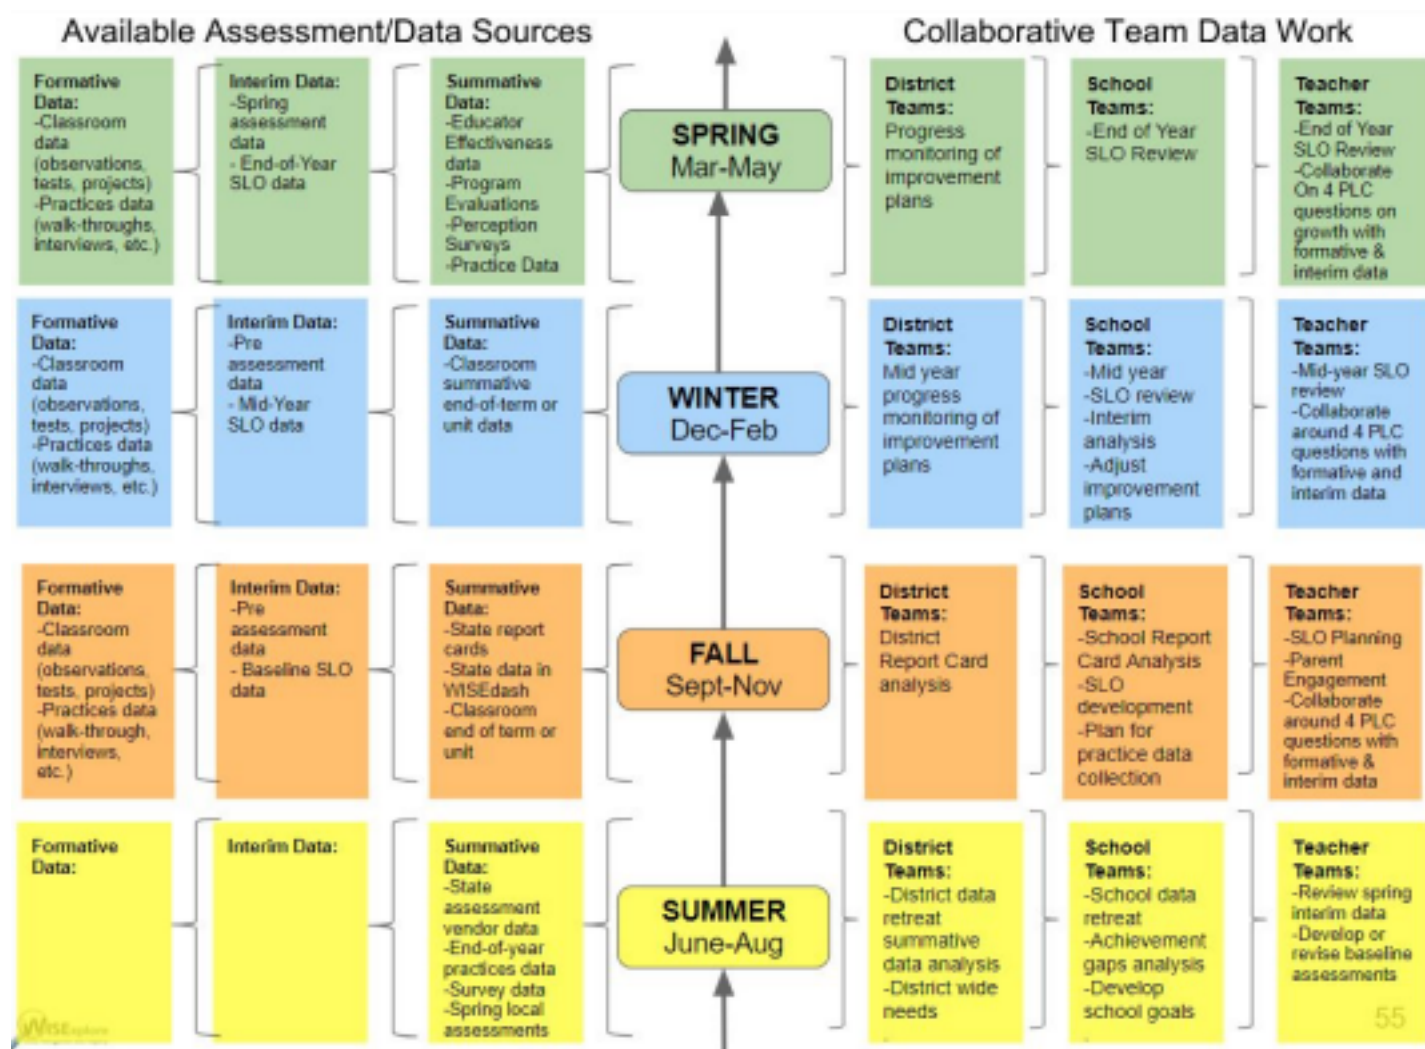 Available Assessment/Data Sources
Collaborative Team Data Work
Formative
Data:
-Classroom
data
(observations,
tests, projects)
-Practices data
(walk-throughs,
interviews, etc.)
Interim Data:
-Spring
assessment
data
- End-of-Year
SLO data
Summative
Data:
-Educator
Effectiveness
data
-Program
Evaluations
-Perception
Surveys
-Practice Data
SPRING
Mar-May
District
Teams:
Progress
monitoring of
improvement
plans
School
Teams:
-End of Year
SLO Review
Teacher
Teams:
-End of Year
SLO Review
-Collaborate
On 4 PLC
questions on
growth with
formative &
interim data
Formative
Data:
-Classroom
data
(observations,
tests, projects)
-Practices data
(walk-throughs,
interviews, etc.)
Interim Data:
-Pre
assessment
data
- Mid-Year
SLO data
Summative
Data:
-Classroom
summative
end-of-term or
unit data
WINTER
Dec-Feb
District
Teams:
Mid year
progress
monitoring of
improvement
plans
School
Teams:
-Mid year
-SLO review
-Interim
analysis
-Adjust
improvement
plans
Teacher
Teams:
-Mid-year SLO
review
-Collaborate
around 4 PLC
questions with
formative and
interim data
Formative
Data:
-Classroom
data
(observations,
tests, projects)
-Practices data
(walk-through,
interviews,
etc.)
Interim Data:
-Pre
assessment
data
- Baseline SLO
data
Summative
Data:
-State report
cards
-State data in
WISEdash
-Classroom
end of term or
unit
FALL
Sept-Nov
District
Teams:
District
Report Card
analysis
School
Teams:
-School Report
Card Analysis
-SLO
development
-Plan for
practice data
collection
Teacher
Teams:
-SLO Planning
-Parent
Engagement
-Collaborate
around 4 PLC
questions with
formative &
interim data
Formative
Data:
Interim Data:
Summative
Data:
-State
assessment
vendor data
-End-of-year
practices data
-Survey data
-Spring local
assessments
SUMMER
June-Aug
District
Teams:
-District data
retreat
summative
data analysis
-District wide
needs
School
Teams:
-School data
retreat
-Achievement
gaps analysis
-Develop
school goals
Teacher
Teams:
-Review spring
interim data
-Develop or
revise baseline
assessments
WISExplore
55